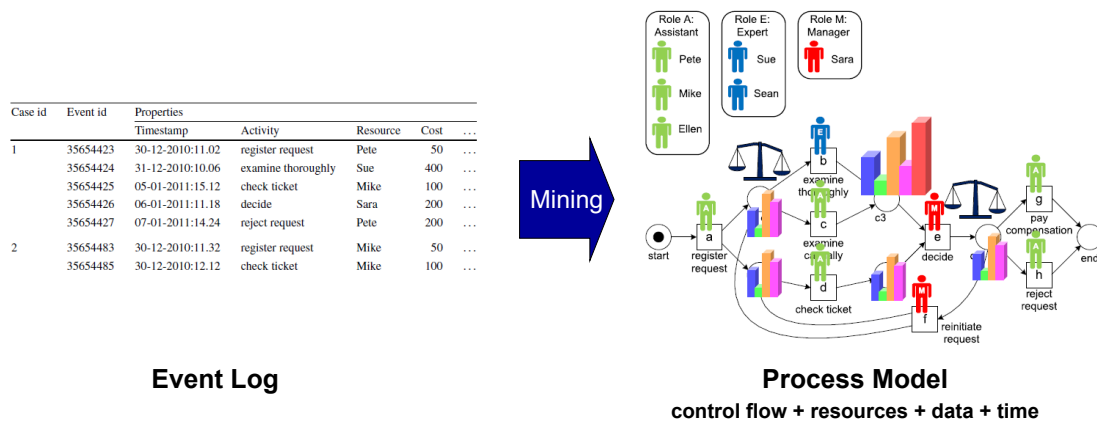 Case id Event id Properties
Timestamp Activity Resource Cost ...
1 35654423 30-12-2010:11.02 register request Pete 50 ...
35654424 31-12-2010:10.06 examine thoroughly Sue 400 ...
35654425 05-01-2011:15.12 check ticket Mike 100 ...
35654426 06-01-2011:11.18 decide Sara 200 ...
35654427 07-01-2011:14.24 reject request Pete 200 ...
2 35654483 30-12-2010:11.32 register request Mike 50 ...
35654485 30-12-2010:12.12 check ticket Mike 100 ...
Event Log
Mining
Role A:
Assistant
Pete
Mike
Ellen
Role E:
Expert
Sue
Sean
Role M:
Manager
Sara
start
a
register
request
E
b
examine
thoroughly
A
c
examine
A
d
check ticket
c3
M
e
decide
M
f
reinitiate
request
A
g
pay
compensation
A
h
reject
request
end
A
Process Model
control flow + resources + data + time